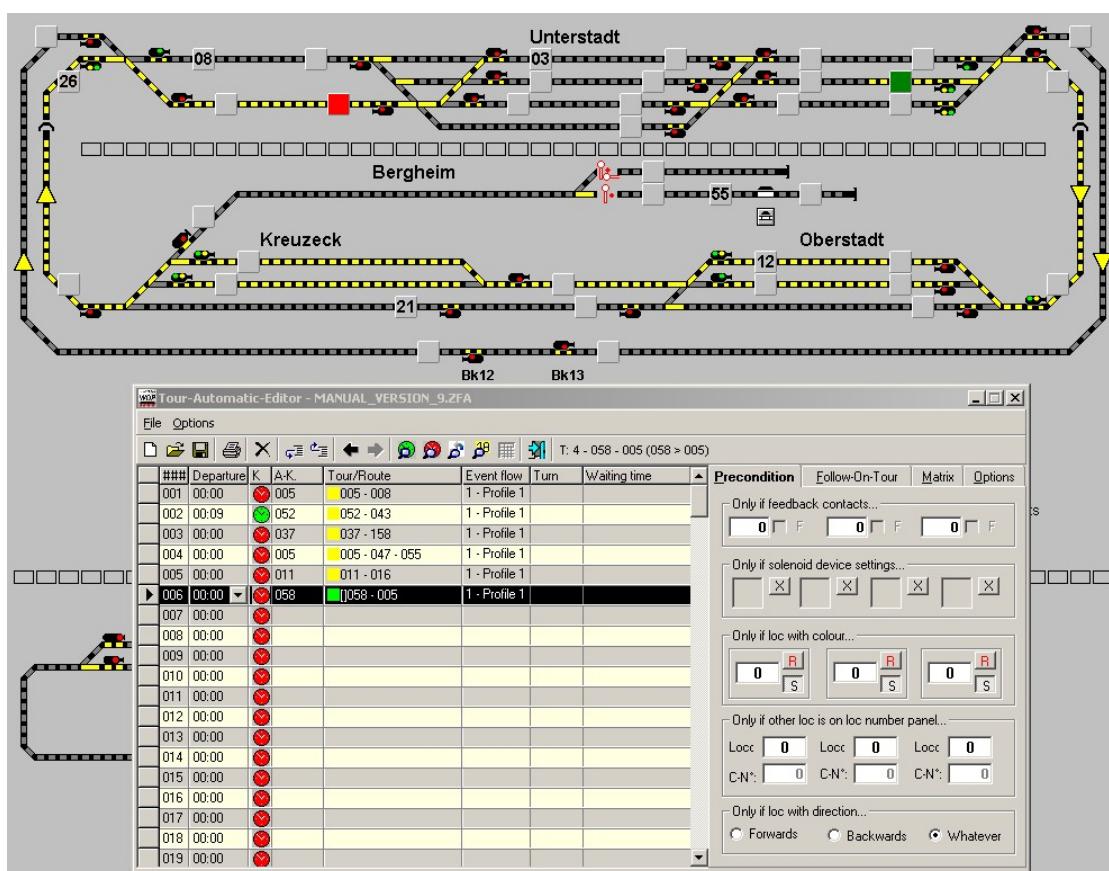 Unterstadt
08
03
26
Bergheim
55
Kreuzeck
Oberstadt
12
21
Bk12
Bk13
Tour-Automatic-Editor - MANUAL_VERSION_9.ZFA
File Options
T: 4 - 058 - 005 (058 > 005)
### Departure K A-K. Tour/Route Event flow Turn Waiting time
001 00:00 005 005 - 008 1 - Profile 1
002 00:09 052 052 - 043 1 - Profile 1
003 00:00 037 037 - 158 1 - Profile 1
004 00:00 005 005 - 047 - 055 1 - Profile 1
005 00:00 011 011 - 016 1 - Profile 1
006 00:00 058 []058 - 005 1 - Profile 1
007 00:00
008 00:00
009 00:00
010 00:00
011 00:00
012 00:00
013 00:00
014 00:00
015 00:00
016 00:00
017 00:00
018 00:00
019 00:00
Precondition Follow-On-Tour Matrix Options
Only if feedback contacts...
0 F 0 F 0 F
Only if solenoid device settings...
X X X X
Only if loc with colour...
0 R S 0 R S 0 R S
Only if other loc is on loc number panel...
Locc 0 Locc 0 Locc 0
C-N°: 0 C-N°: 0 C-N°: 0
Only if loc with direction...
Forwards Backwards Whatever